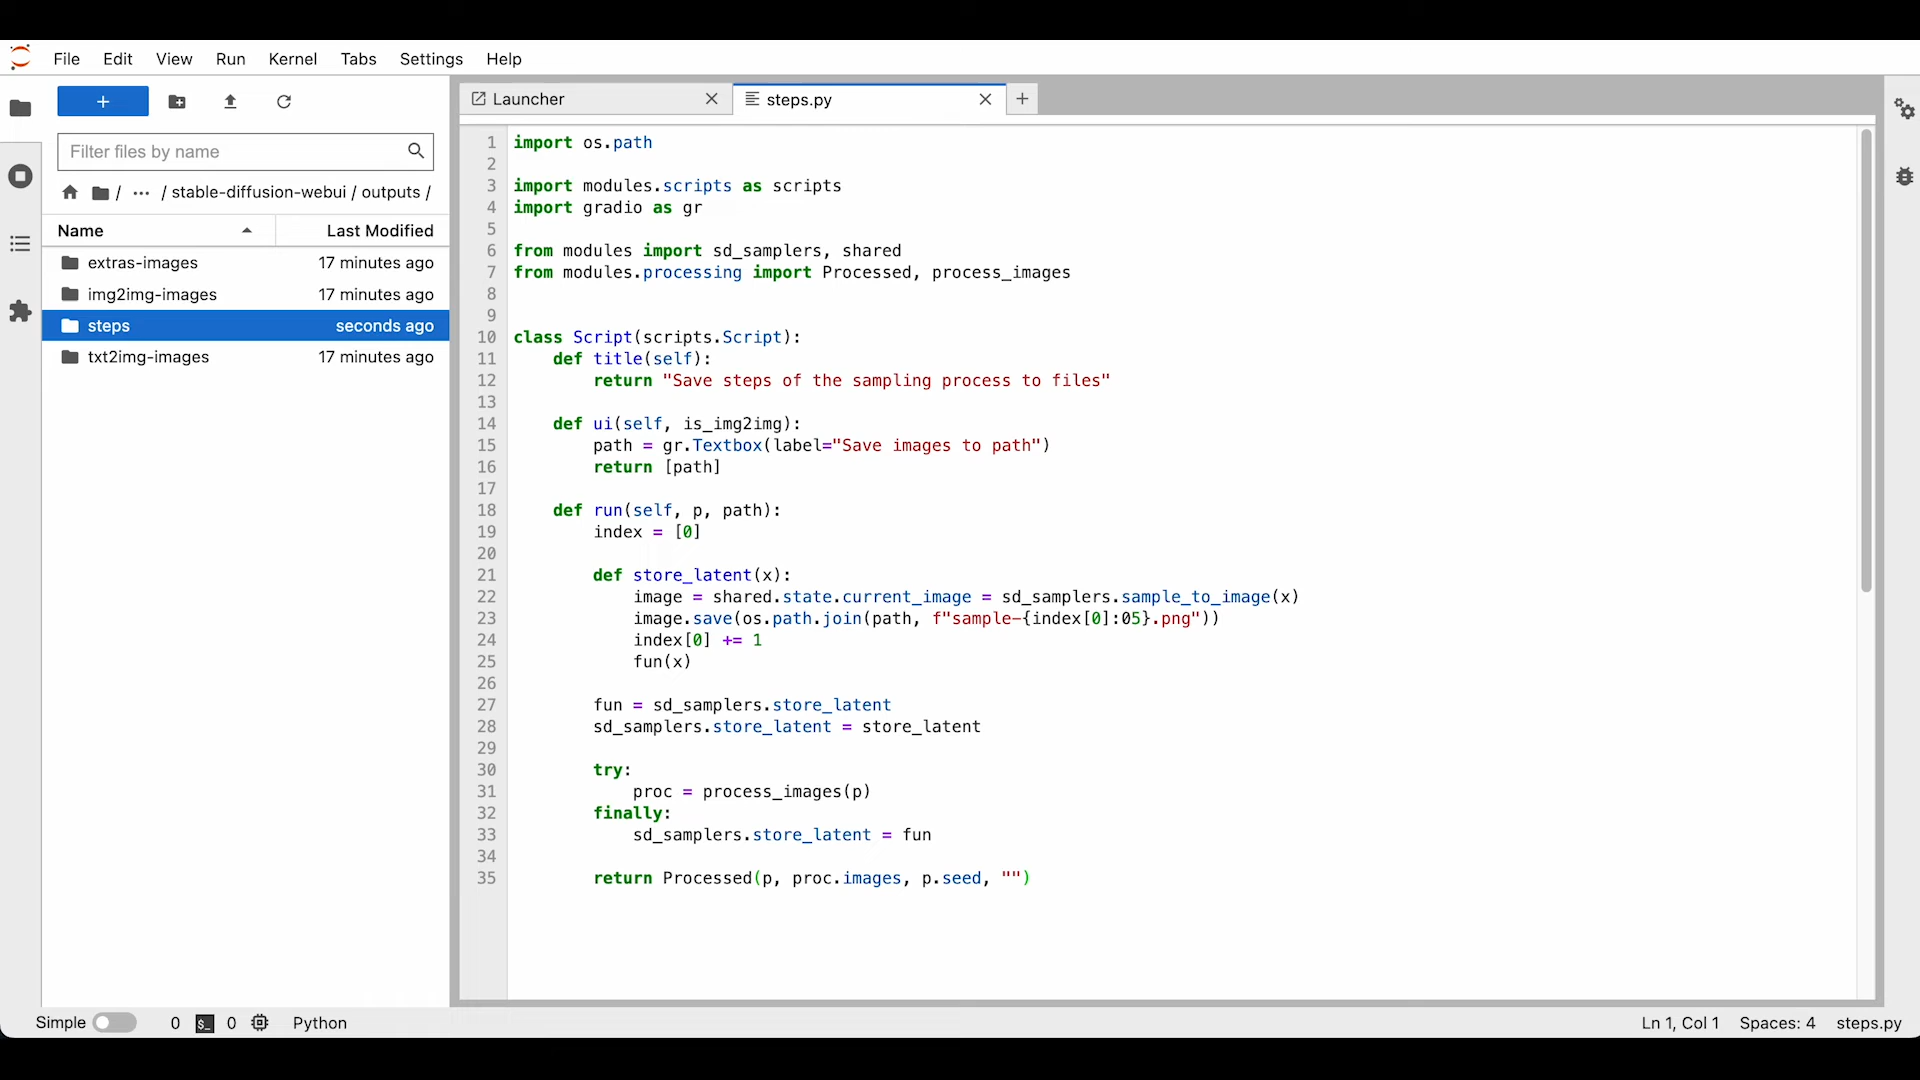 File Edit View Run Kernel Tabs Settings Help
+
Filter files by name
/ ··· / stable-diffusion-webui / outputs /
Name Last Modified
extras-images 17 minutes ago
img2img-images 17 minutes ago
steps seconds ago
txt2img-images 17 minutes ago
Launcher steps.py +
1 import os.path
2
3 import modules.scripts as scripts
4 import gradio as gr
5
6 from modules import sd_samplers, shared
7 from modules.processing import Processed, process_images
8
9
10 class Script(scripts.Script):
11     def title(self):
12         return "Save steps of the sampling process to files"
13
14     def ui(self, is_img2img):
15         path = gr.Textbox(label="Save images to path")
16         return [path]
17
18     def run(self, p, path):
19         index = [0]
20
21         def store_latent(x):
22             image = shared.state.current_image = sd_samplers.sample_to_image(x)
23             image.save(os.path.join(path, f"sample-{index[0]:05}.png"))
24             index[0] += 1
25             fun(x)
26
27         fun = sd_samplers.store_latent
28         sd_samplers.store_latent = store_latent
29
30         try:
31             proc = process_images(p)
32         finally:
33             sd_samplers.store_latent = fun
34
35         return Processed(p, proc.images, p.seed, "")
Simple 0 $_ 0 Python Ln 1, Col 1 Spaces: 4 steps.py